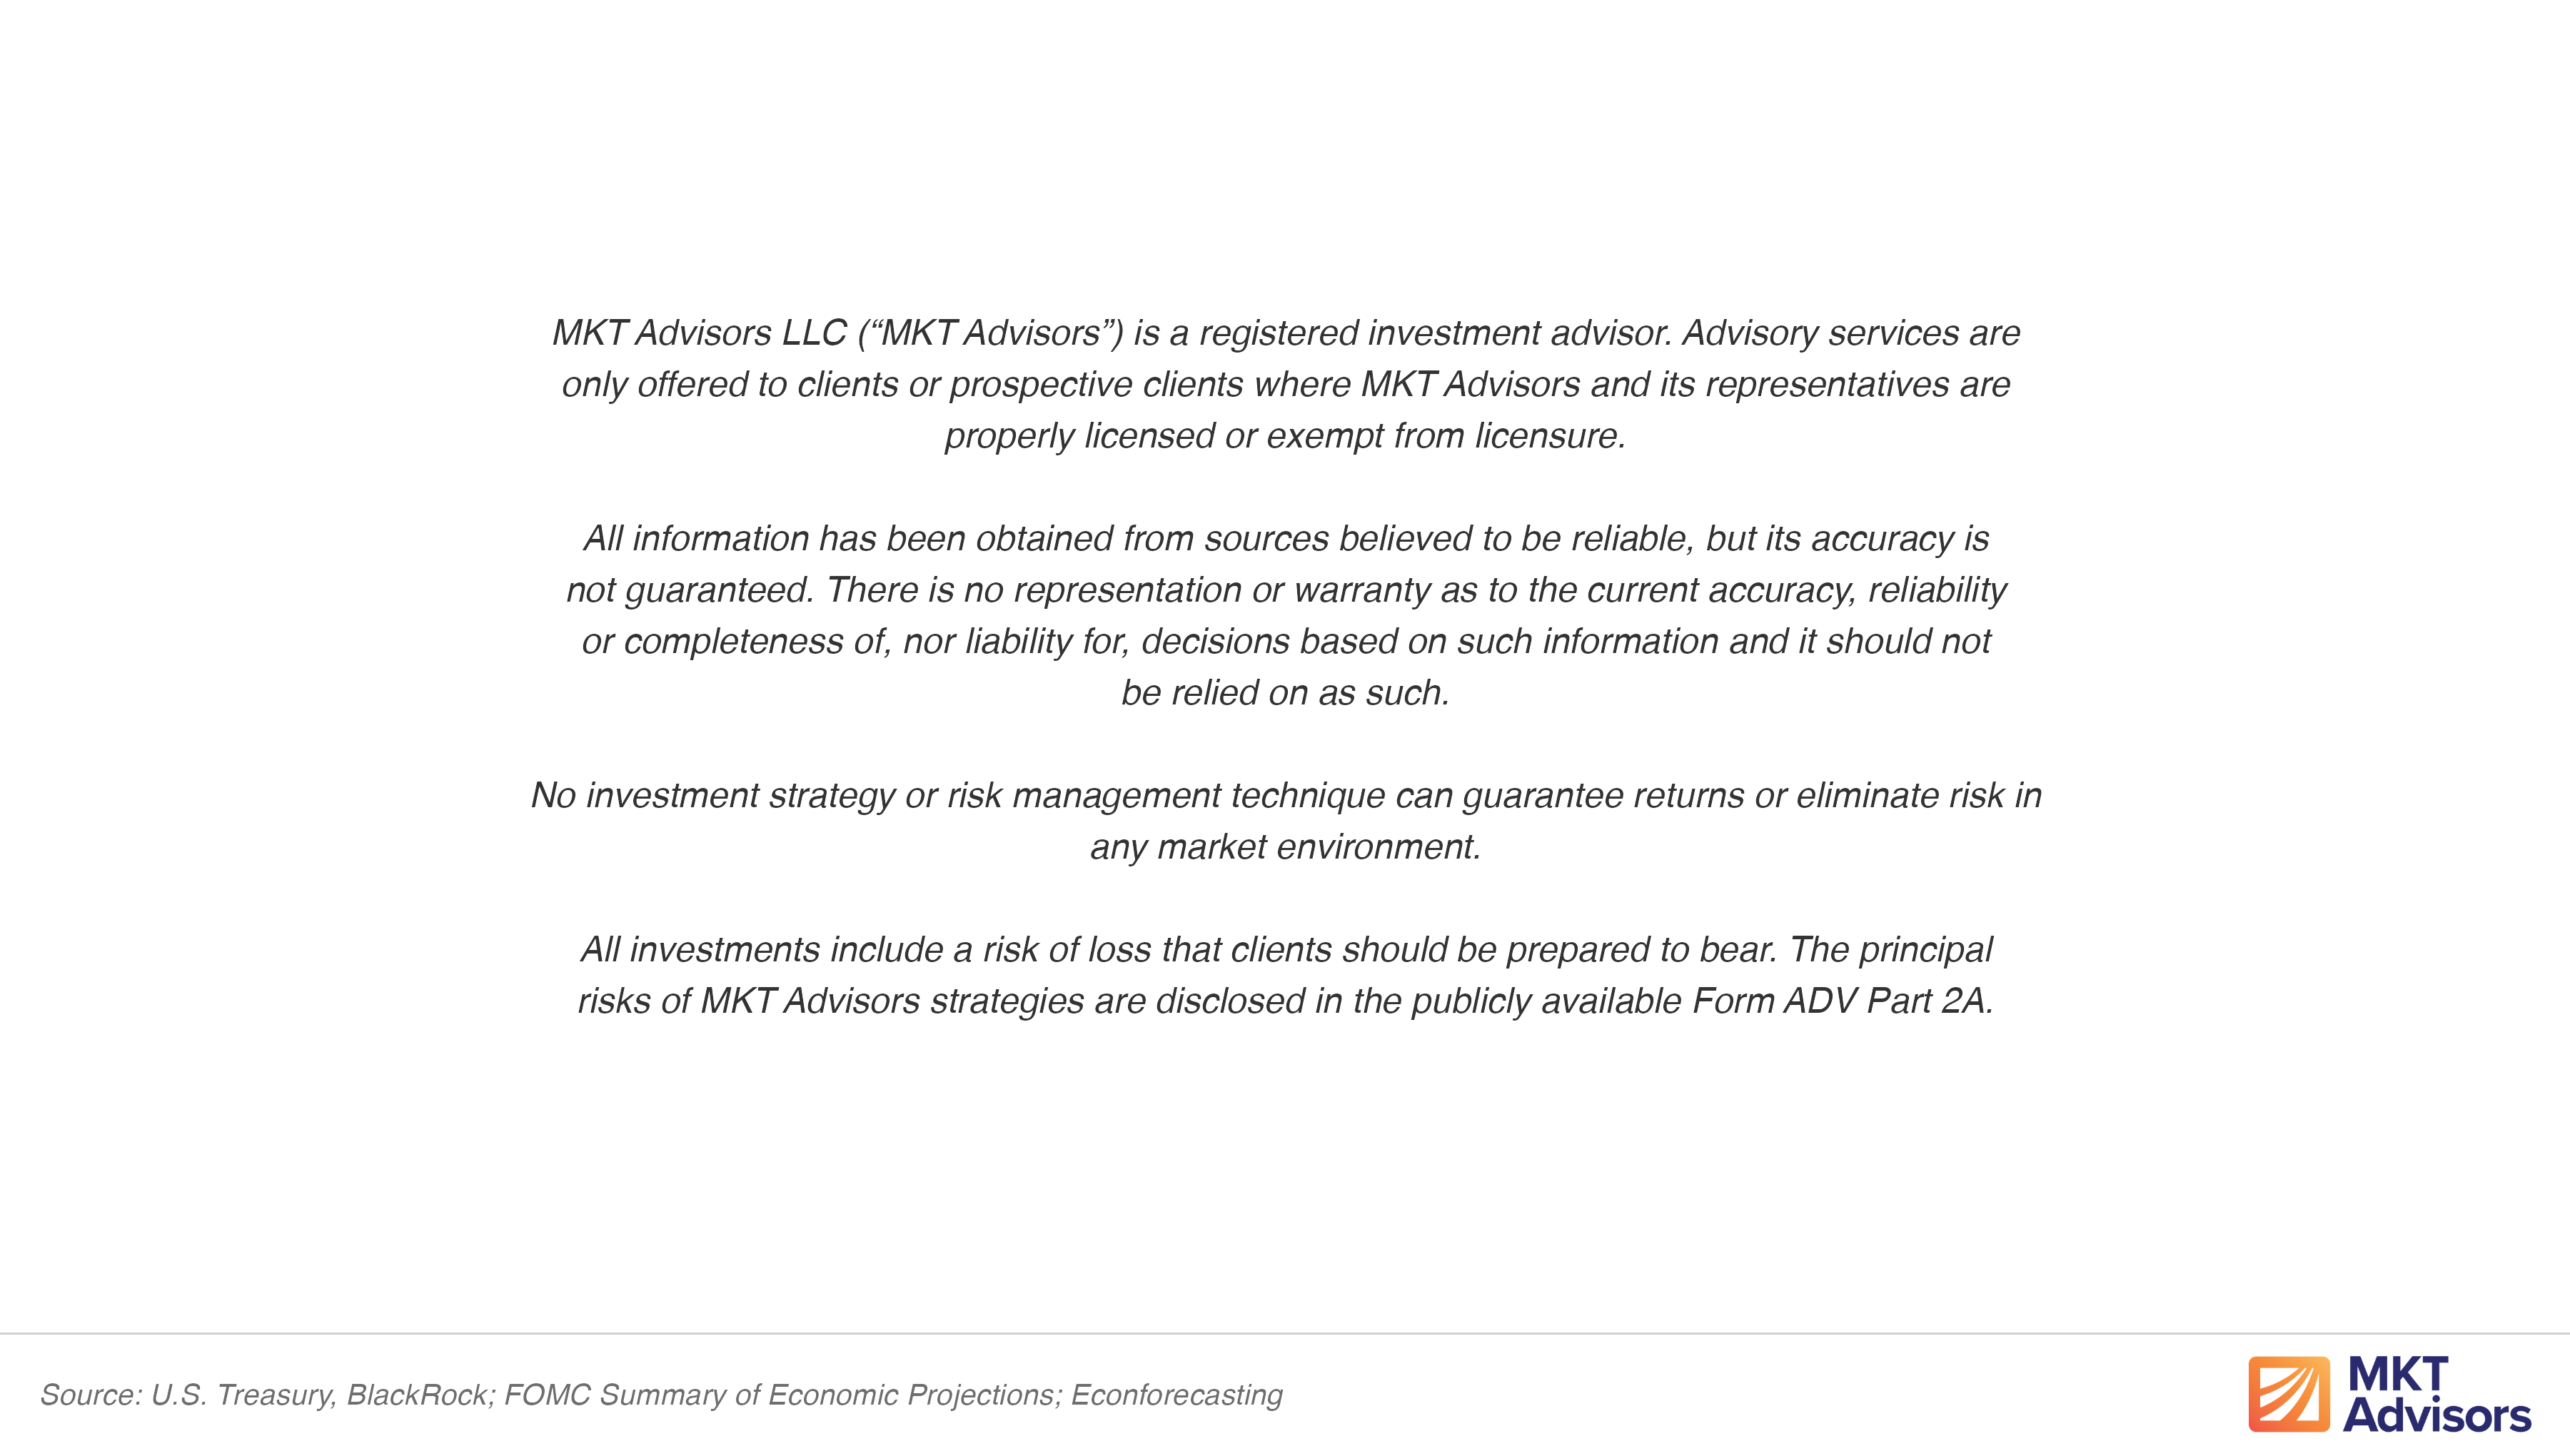 MKT Advisors LLC (“MKT Advisors”) is a registered investment advisor. Advisory services are
only offered to clients or prospective clients where MKT Advisors and its representatives are
properly licensed or exempt from licensure.
All information has been obtained from sources believed to be reliable, but its accuracy is
not guaranteed. There is no representation or warranty as to the current accuracy, reliability
or completeness of, nor liability for, decisions based on such information and it should not
be relied on as such.
No investment strategy or risk management technique can guarantee returns or eliminate risk in
any market environment.
All investments include a risk of loss that clients should be prepared to bear. The principal
risks of MKT Advisors strategies are disclosed in the publicly available Form ADV Part 2A.
Source: U.S. Treasury, BlackRock; FOMC Summary of Economic Projections; Econforecasting
MKT
Advisors